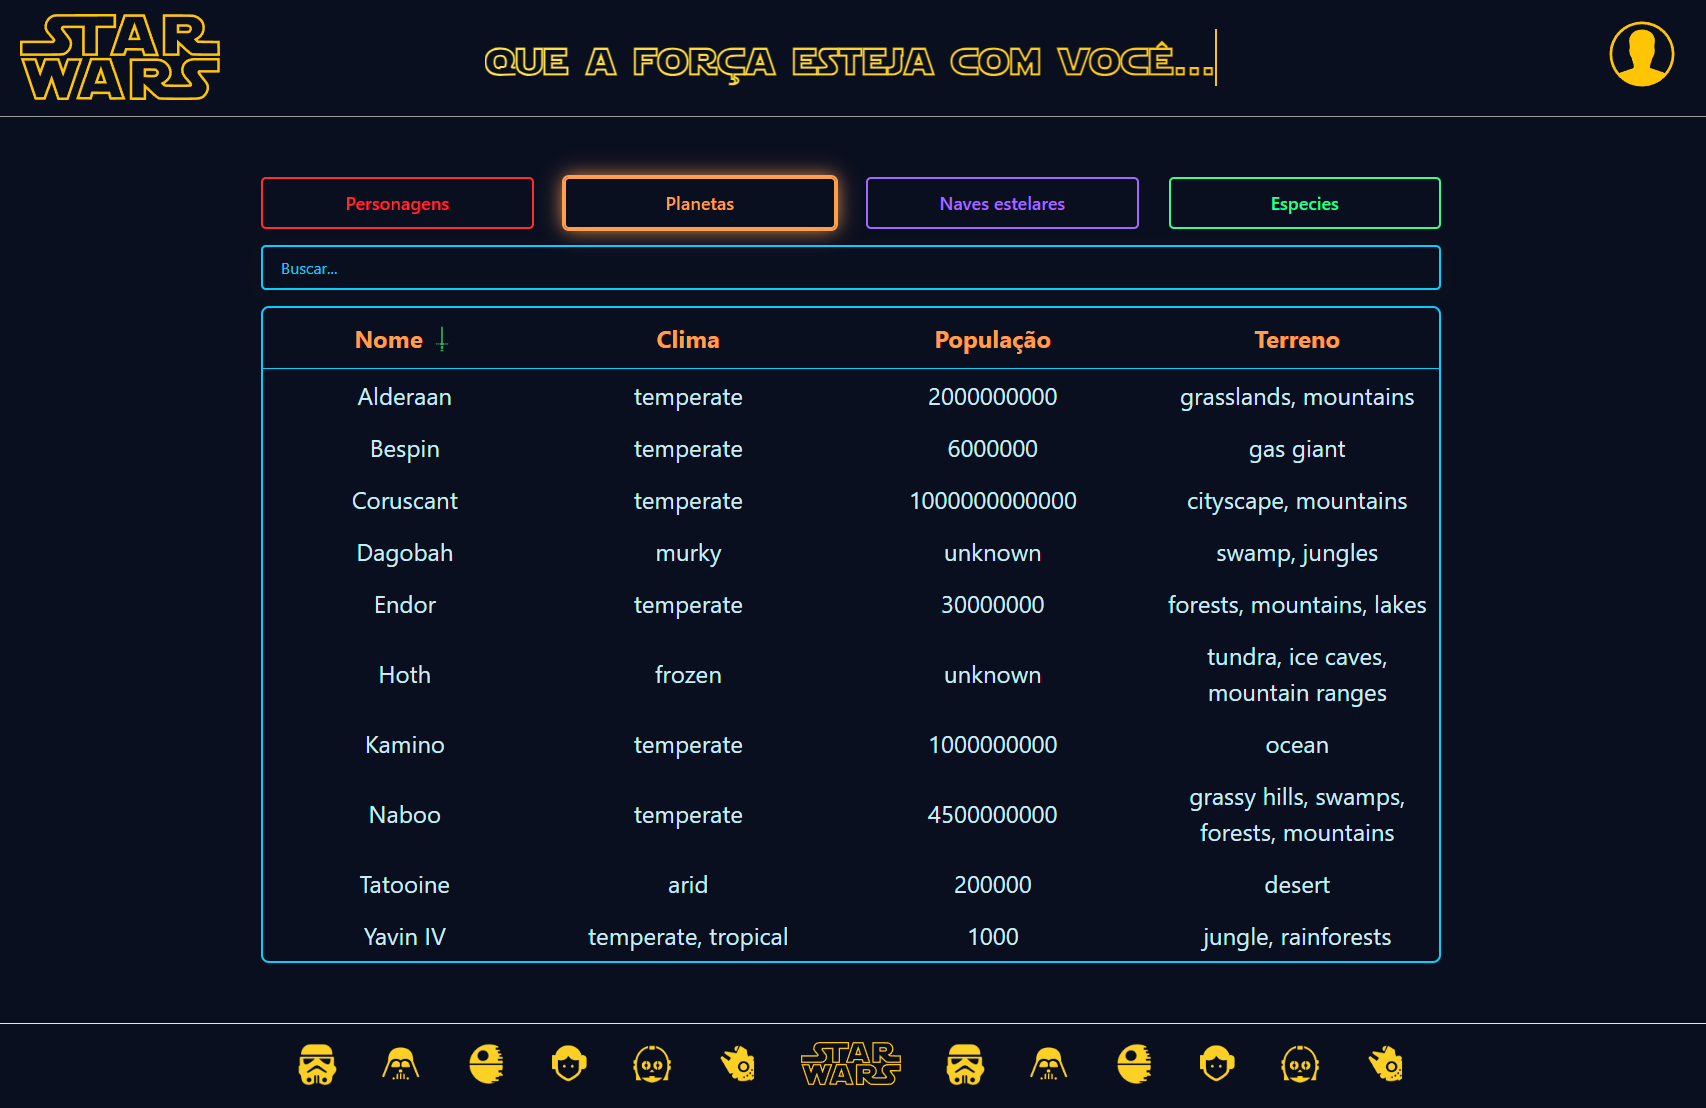 STAR WARS
QUE A FORÇA ESTEJA COM VOCÊ...
Personagens Planetas Naves estelares Especies
Buscar...
Nome Clima População Terreno
Alderaan temperate 2000000000 grasslands, mountains
Bespin temperate 6000000 gas giant
Coruscant temperate 1000000000000 cityscape, mountains
Dagobah murky unknown swamp, jungles
Endor temperate 30000000 forests, mountains, lakes
Hoth frozen unknown tundra, ice caves,
mountain ranges
Kamino temperate 1000000000 ocean
Naboo temperate 4500000000 grassy hills, swamps,
forests, mountains
Tatooine arid 200000 desert
Yavin IV temperate, tropical 1000 jungle, rainforests
STAR WARS